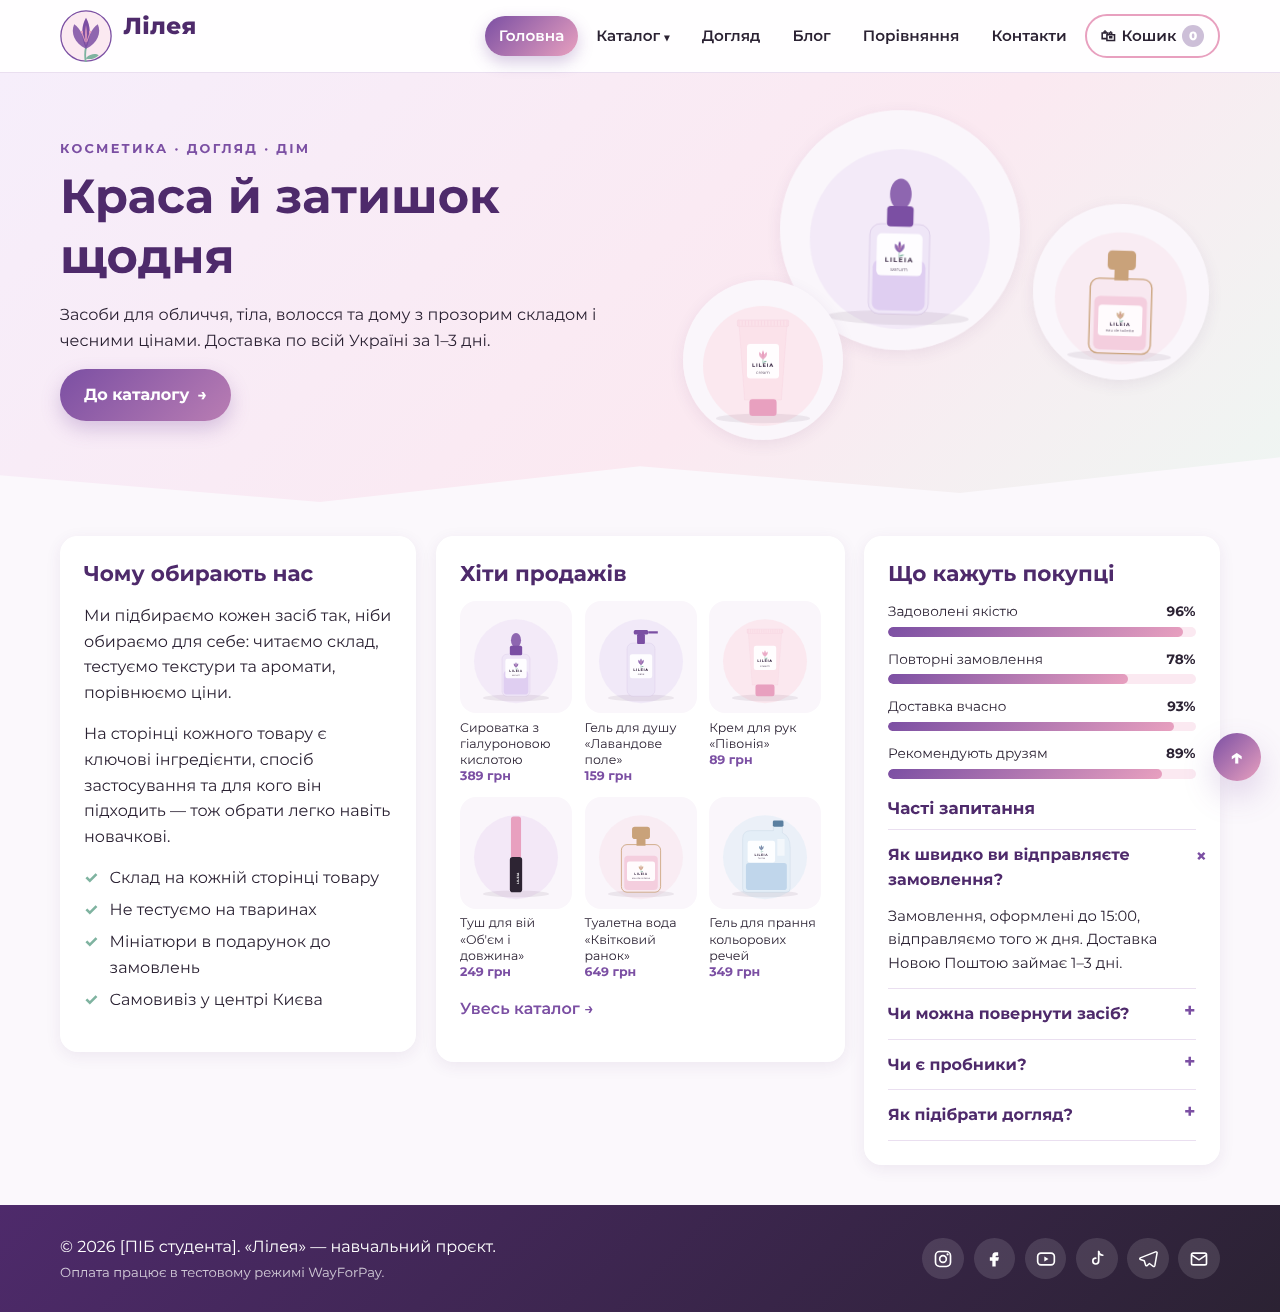 Лілея
Головна
Каталог ▾
Догляд
Блог
Порівняння
Контакти
Кошик 0
КОСМЕТИКА · ДОГЛЯД · ДІМ
Краса й затишок
щодня
Засоби для обличчя, тіла, волосся та дому з прозорим складом і
чесними цінами. Доставка по всій Україні за 1–3 дні.
До каталогу →
LILEIA
LILEIA
LILEIA
Чому обирають нас
Ми підбираємо кожен засіб так, ніби
обираємо для себе: читаємо склад,
тестуємо текстури та аромати,
порівнюємо ціни.
На сторінці кожного товару є
ключові інгредієнти, спосіб
застосування та для кого він
підходить — тож обрати легко навіть
новачкові.
✓ Склад на кожній сторінці товару
✓ Не тестуємо на тваринах
✓ Мініатюри в подарунок до
замовлень
✓ Самовивіз у центрі Києва
Хіти продажів
Сироватка з
гіалуроновою
кислотою
389 грн
Гель для душу
«Лавандове
поле»
159 грн
Крем для рук
«Півонія»
89 грн
Туш для вій
«Об'єм і
довжина»
249 грн
Туалетна вода
«Квітковий
ранок»
649 грн
Гель для прання
кольорових
речей
349 грн
Увесь каталог →
Що кажуть покупці
Задоволені якістю 96%
Повторні замовлення 78%
Доставка вчасно 93%
Рекомендують друзям 89%
Часті запитання
Як швидко ви відправляєте
замовлення?
Замовлення, оформлені до 15:00,
відправляємо того ж дня. Доставка
Новою Поштою займає 1–3 дні.
Чи можна повернути засіб? +
Чи є пробники? +
Як підібрати догляд? +
© 2026 [ПІБ студента]. «Лілея» — навчальний проєкт.
Оплата працює в тестовому режимі WayForPay.